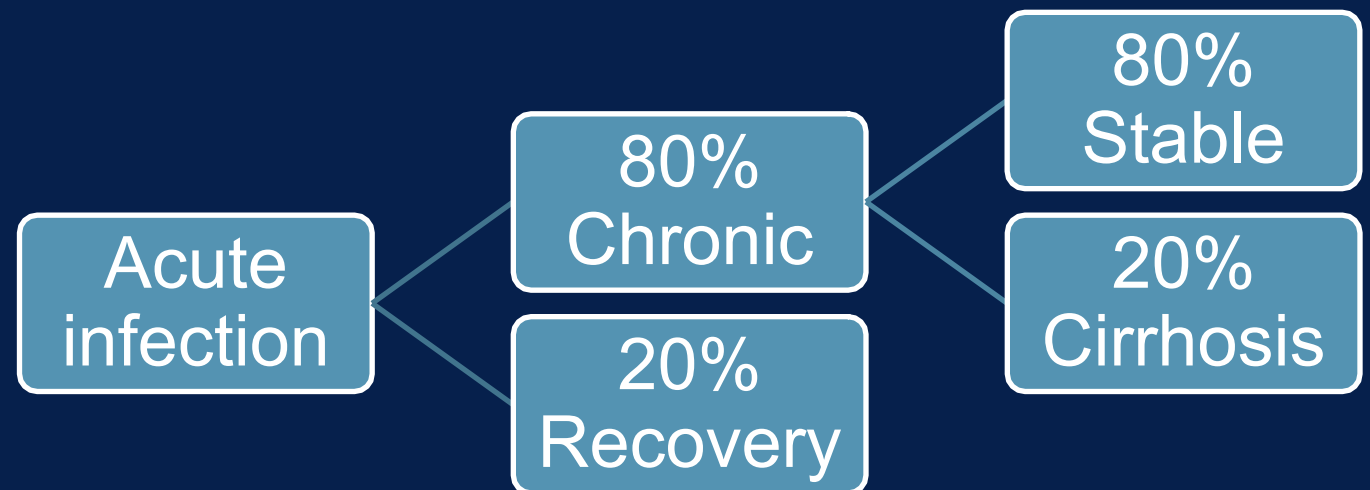 Acute
infection
80%
Chronic
20%
Recovery
80%
Stable
20%
Cirrhosis